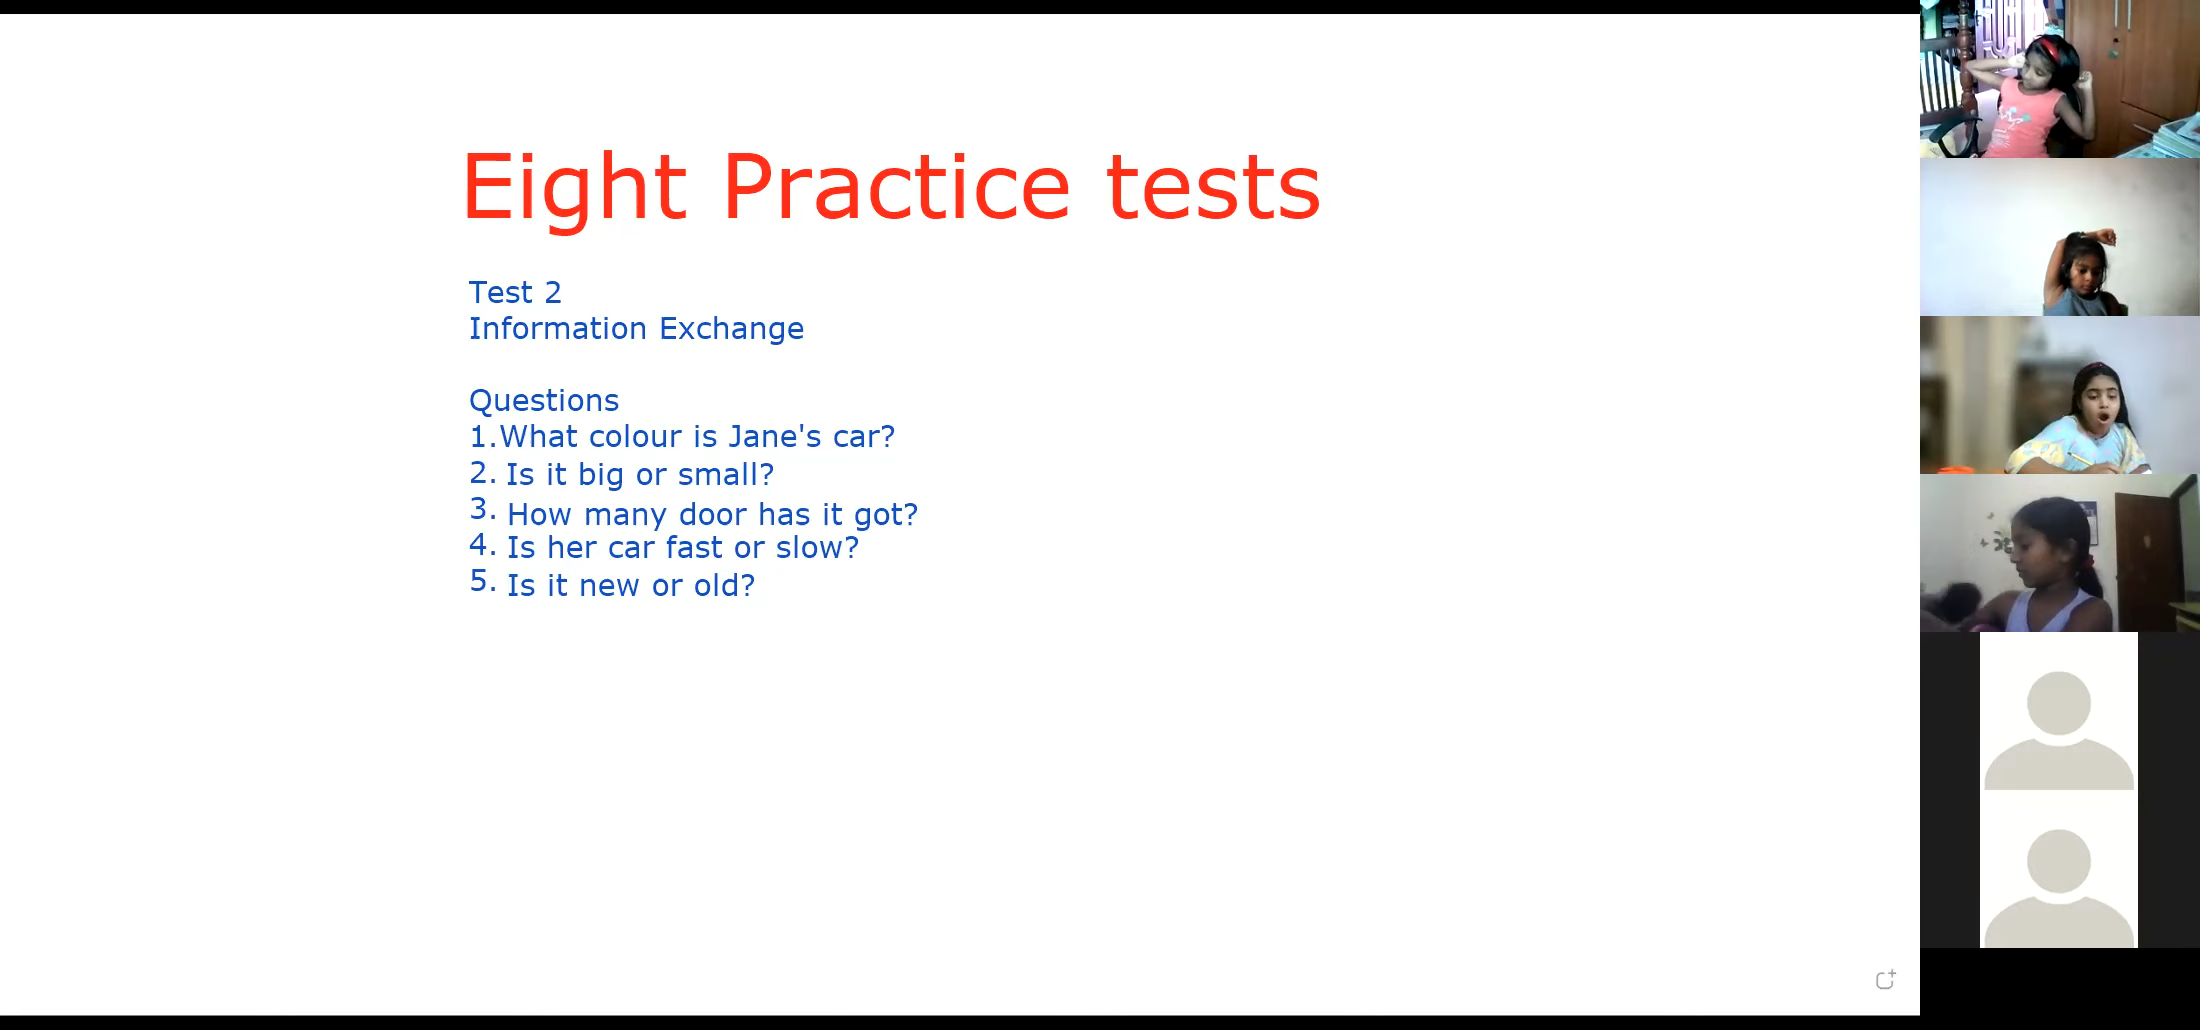 Eight Practice tests
Test 2
Information Exchange
Questions
1.What colour is Jane's car?
2. Is it big or small?
3. How many door has it got?
4. Is her car fast or slow?
5. Is it new or old?